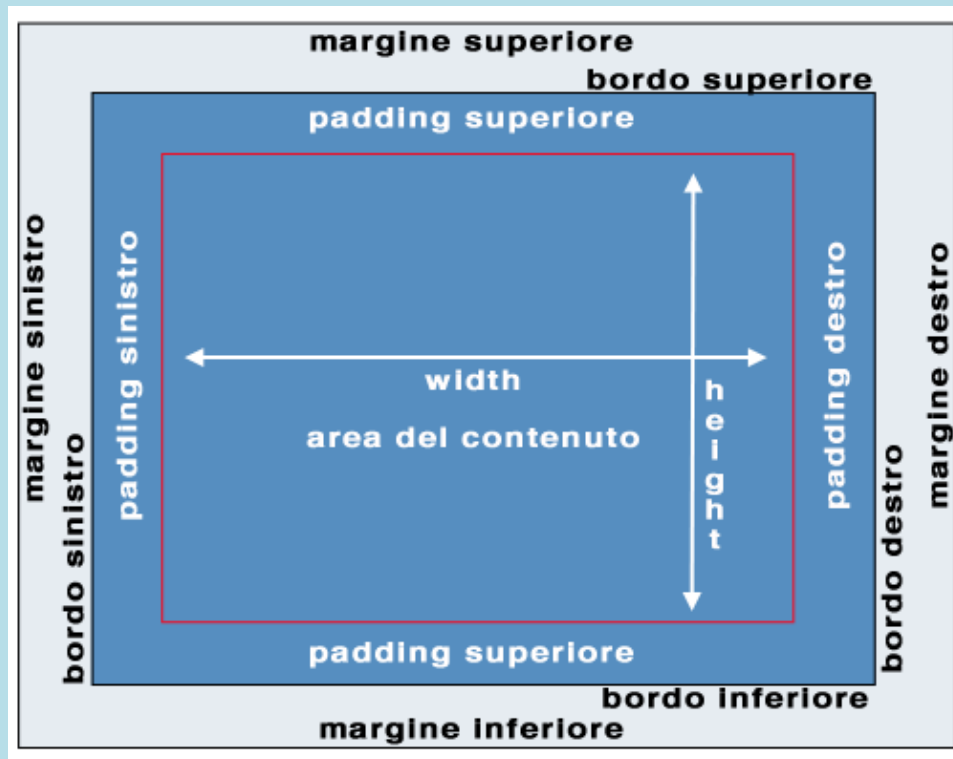 margine superiore
bordo superiore
padding superiore
margine sinistro
bordo sinistro
padding sinistro
width
area del contenuto
height
padding destro
bordo destro
margine destro
padding superiore
bordo inferiore
margine inferiore